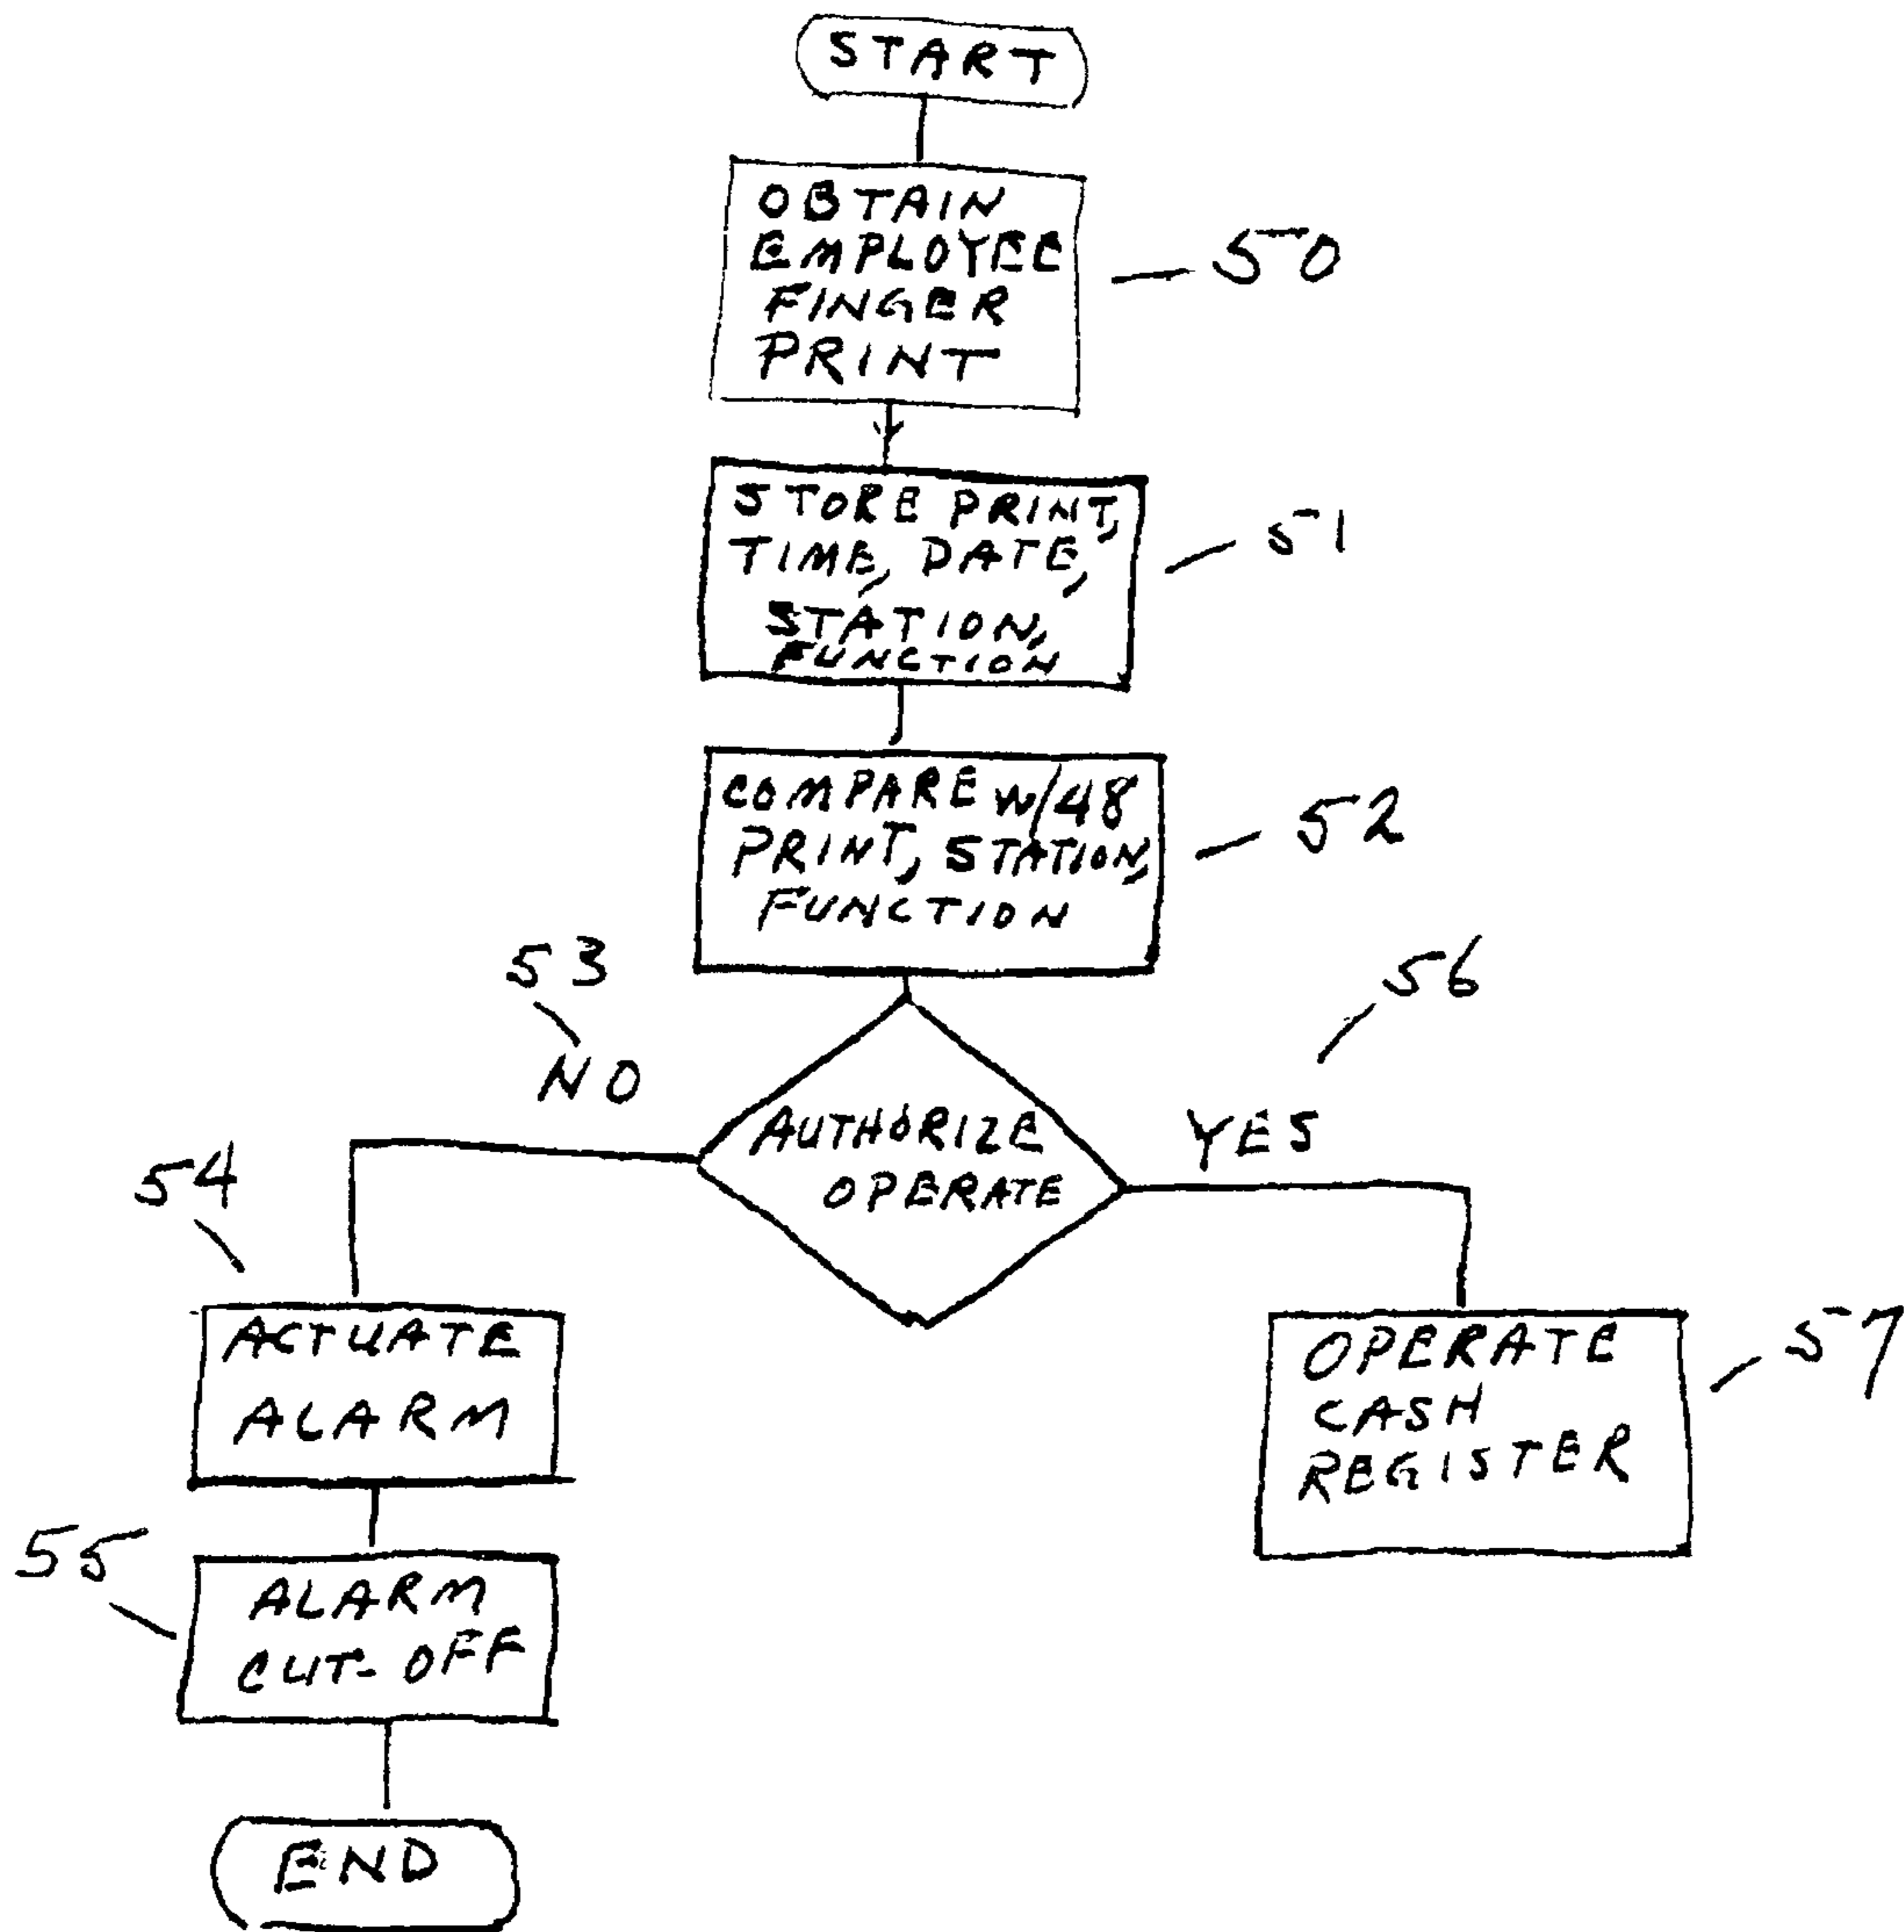 START
OBTAIN
EMPLOYEE
FINGER
PRINT
50
STORE PRINT,
TIME, DATE,
STATION,
FUNCTION
51
COMPARE W/48
PRINT, STATION,
FUNCTION
52
53
NO
56
YES
AUTHORIZE
OPERATE
54
ACTUATE
ALARM
OPERATE
CASH
REGISTER
57
55
ALARM
CUT-OFF
END